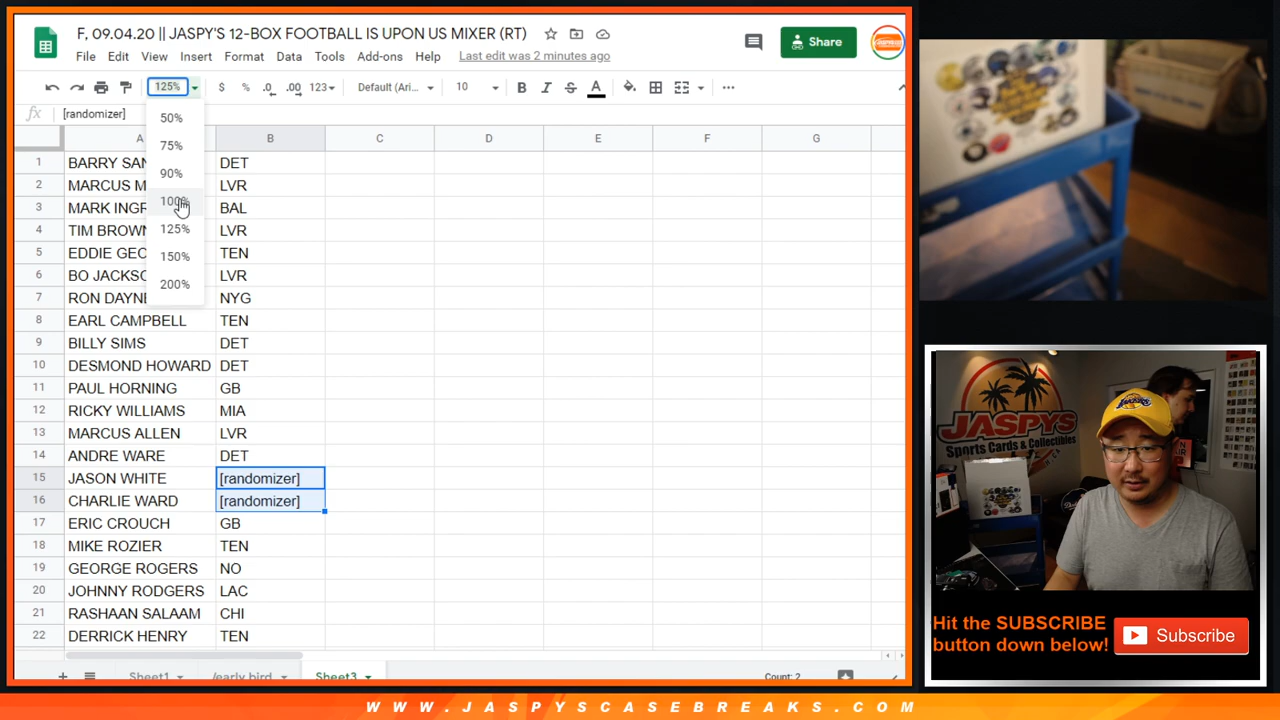 F, 09.04.20 || JASPY'S 12-BOX FOOTBALL IS UPON US MIXER (RT)
File Edit View Insert Format Data Tools Add-ons Help Last edit was 2 minutes ago
Share
125% $ % .0 .00 123 Default (Ari... 10 B I S A
fx [randomizer]
50%
75%
90%
100%
125%
150%
200%
A B C D E F G
1 BARRY SAN DET
2 MARCUS M LVR
3 MARK INGR BAL
4 TIM BROWN LVR
5 EDDIE GEO TEN
6 BO JACKSO LVR
7 RON DAYNE NYG
8 EARL CAMPBELL TEN
9 BILLY SIMS DET
10 DESMOND HOWARD DET
11 PAUL HORNING GB
12 RICKY WILLIAMS MIA
13 MARCUS ALLEN LVR
14 ANDRE WARE DET
15 JASON WHITE [randomizer]
16 CHARLIE WARD [randomizer]
17 ERIC CROUCH GB
18 MIKE ROZIER TEN
19 GEORGE ROGERS NO
20 JOHNNY RODGERS LAC
21 RASHAAN SALAAM CHI
22 DERRICK HENRY TEN
Sheet1 /early bird Sheet3 Count: 2
JASPYS
Sports Cards & Collectibles
Hit the SUBSCRIBE
button down below!
Subscribe
WWW.JASPYSCASEBREAKS.COM